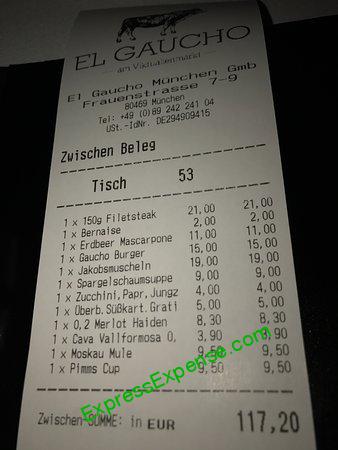 EL GAUCHO
am Viktualienmarkt
El Gaucho München Gmb
Frauenstrasse 7-9
80469 München
Tel: +49 (0)89 242 241 04
USt.-IdNr. DE294909415
Zwischen Beleg
Tisch 53
1 x 150g Filetsteak 21,00 21,00
1 x Bernaise 2,00 2,00
1 x Erdbeer Mascarpone 11,00 11,00
1 x Gaucho Burger 15,00 15,00
1 x Jakobsmuscheln 19,00 19,00
1 x Spargelschaumsuppe 9,00 9,00
1 x Zucchini,Papr,Jungz 4,00 4,00
1 x Überb.Süßkart.Grati 5,00 5,00
1 x 0,2 Merlot Haiden 8,30 8,30
1 x Cava Vallformosa 0, 3,90 3,90
1 x Moskau Mule 9,50 9,50
1 x Pimms Cup 9,50 9,50
Zwischen-SUMME: in EUR 117,20
ExpressExpense.com